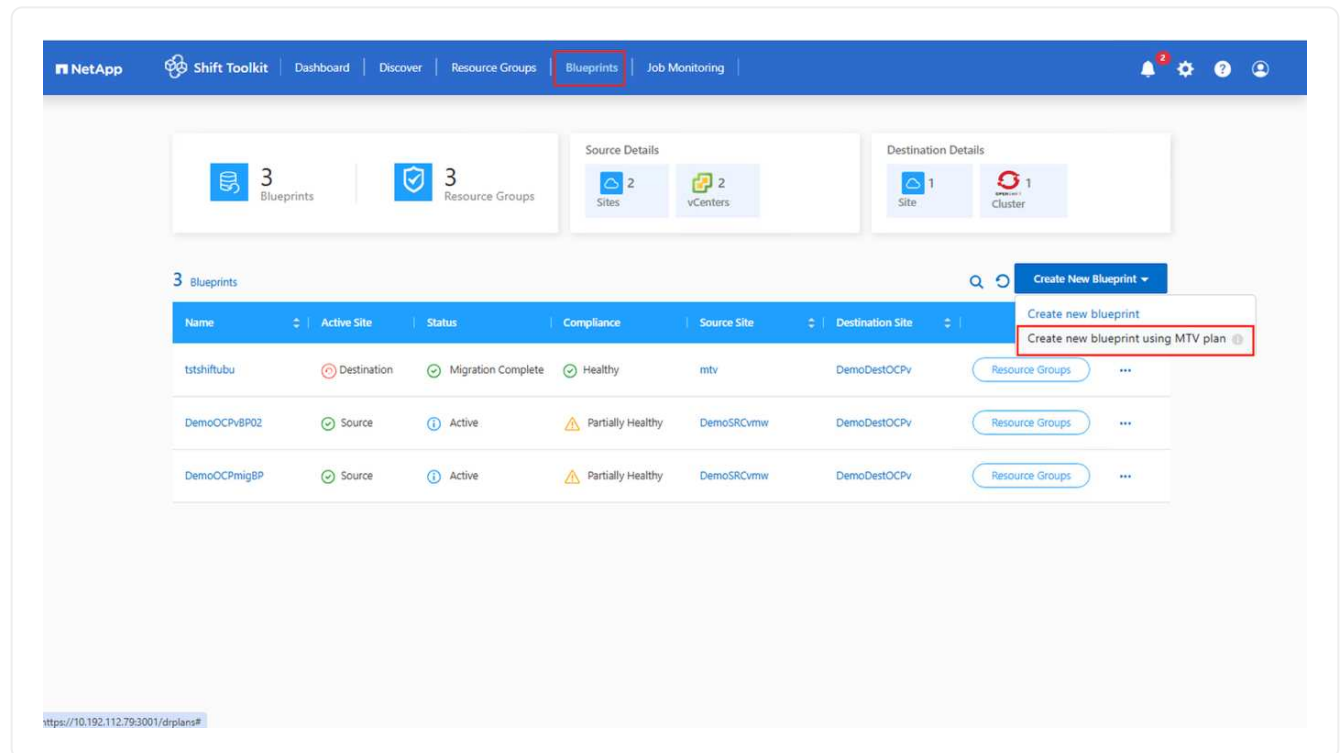 NetApp Shift Toolkit Dashboard Discover Resource Groups Blueprints Job Monitoring 2
3 Blueprints
3 Resource Groups
Source Details
2 Sites
2 vCenters
Destination Details
1 Site
OPENSHIFT 1 Cluster
3 Blueprints
Create New Blueprint
Create new blueprint
Create new blueprint using MTV plan
Name Active Site Status Compliance Source Site Destination Site
tstshiftubu Destination Migration Complete Healthy mtv DemoDestOCPv Resource Groups
DemoOCPvBP02 Source Active Partially Healthy DemoSRCvmw DemoDestOCPv Resource Groups
DemoOCPmigBP Source Active Partially Healthy DemoSRCvmw DemoDestOCPv Resource Groups
https://10.192.112.79:3001/drplans#